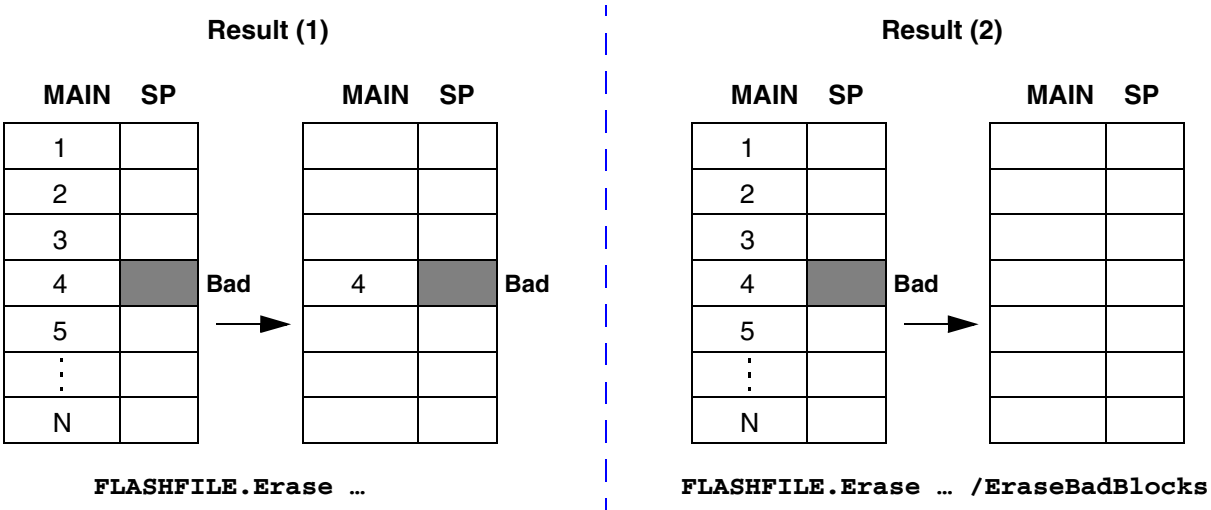 Result (1)
MAIN SP MAIN SP
1
2
3
4 Bad 4 Bad
5
N
FLASHFILE.Erase …
Result (2)
MAIN SP MAIN SP
1
2
3
4 Bad
5
N
FLASHFILE.Erase … /EraseBadBlocks